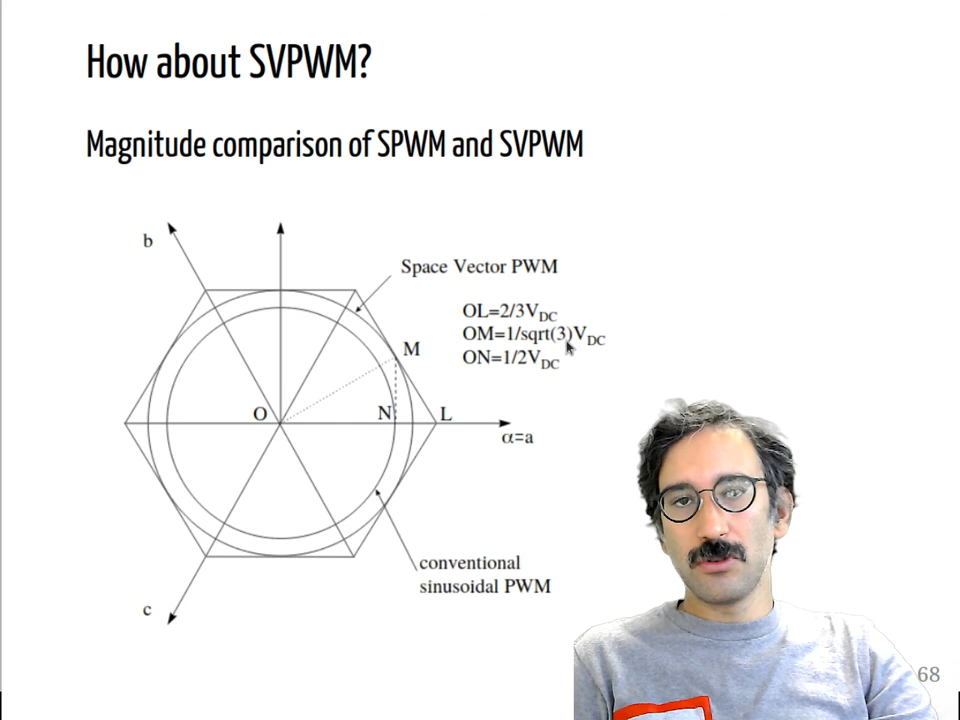 How about SVPWM?
Magnitude comparison of SPWM and SVPWM
b
Space Vector PWM
OL=2/3V_DC
OM=1/sqrt(3)V_DC
ON=1/2V_DC
M
O
N
L
α=a
conventional
sinusoidal PWM
c
68